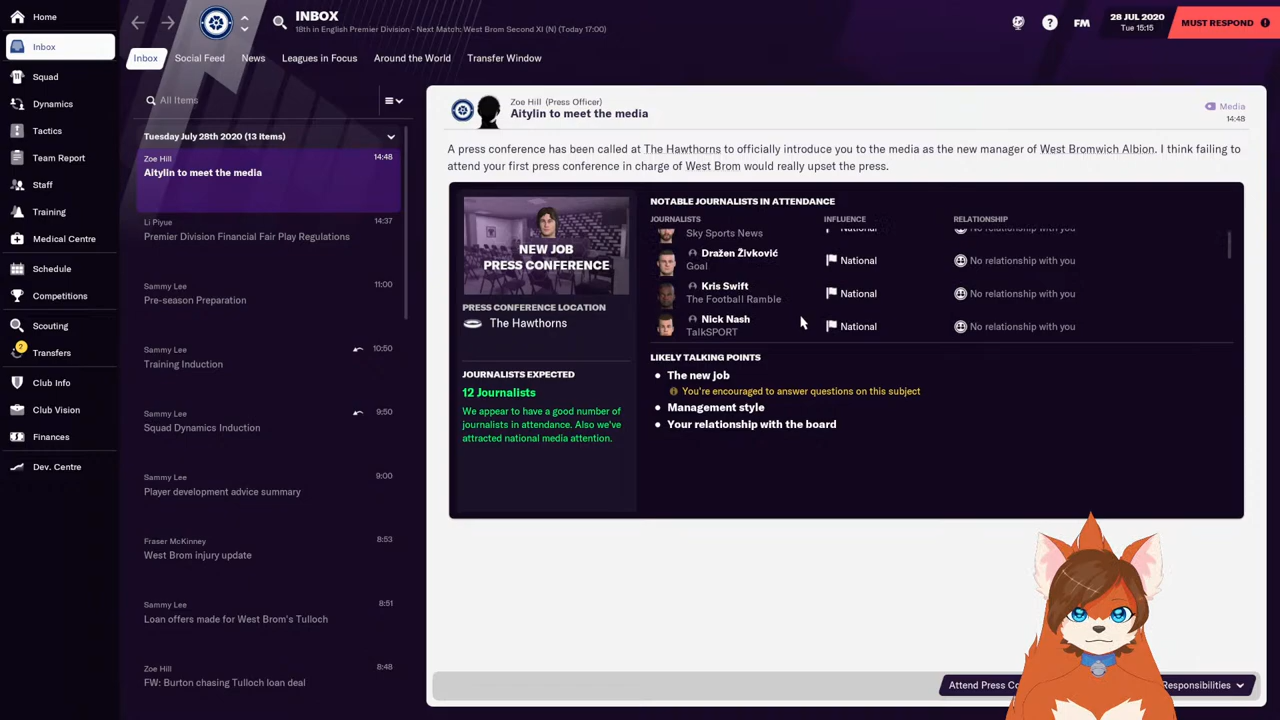 Home
Inbox
Squad
Dynamics
Tactics
Team Report
Staff
Training
Medical Centre
Schedule
Competitions
Scouting
2
Transfers
Club Info
Club Vision
Finances
Dev. Centre
INBOX
18th in English Premier Division - Next Match: West Brom Second XI (N) (Today 17:00)
FM
28 JUL 2020
Tue 15:15
MUST RESPOND
Inbox Social Feed News Leagues in Focus Around the World Transfer Window
All Items
Tuesday July 28th 2020 (13 Items)
Zoe Hill 14:48
Aitylin to meet the media
Li Piyue 14:37
Premier Division Financial Fair Play Regulations
Sammy Lee 11:00
Pre-season Preparation
Sammy Lee 10:50
Training Induction
Sammy Lee 9:50
Squad Dynamics Induction
Sammy Lee 9:00
Player development advice summary
Fraser McKinney 8:53
West Brom injury update
Sammy Lee 8:51
Loan offers made for West Brom's Tulloch
Zoe Hill 8:48
FW: Burton chasing Tulloch loan deal
Zoe Hill (Press Officer)
Aitylin to meet the media
Media
14:48
A press conference has been called at The Hawthorns to officially introduce you to the media as the new manager of West Bromwich Albion. I think failing to
attend your first press conference in charge of West Brom would really upset the press.
NEW JOB
PRESS CONFERENCE
PRESS CONFERENCE LOCATION
The Hawthorns
JOURNALISTS EXPECTED
12 Journalists
We appear to have a good number of
journalists in attendance. Also we've
attracted national media attention.
NOTABLE JOURNALISTS IN ATTENDANCE
JOURNALISTS INFLUENCE RELATIONSHIP
National No relationship with you
Sky Sports News
Dražen Živković National No relationship with you
Goal
Kris Swift National No relationship with you
The Football Ramble
Nick Nash National No relationship with you
TalkSPORT
LIKELY TALKING POINTS
The new job
You're encouraged to answer questions on this subject
Management style
Your relationship with the board
Attend Press Responsibilities